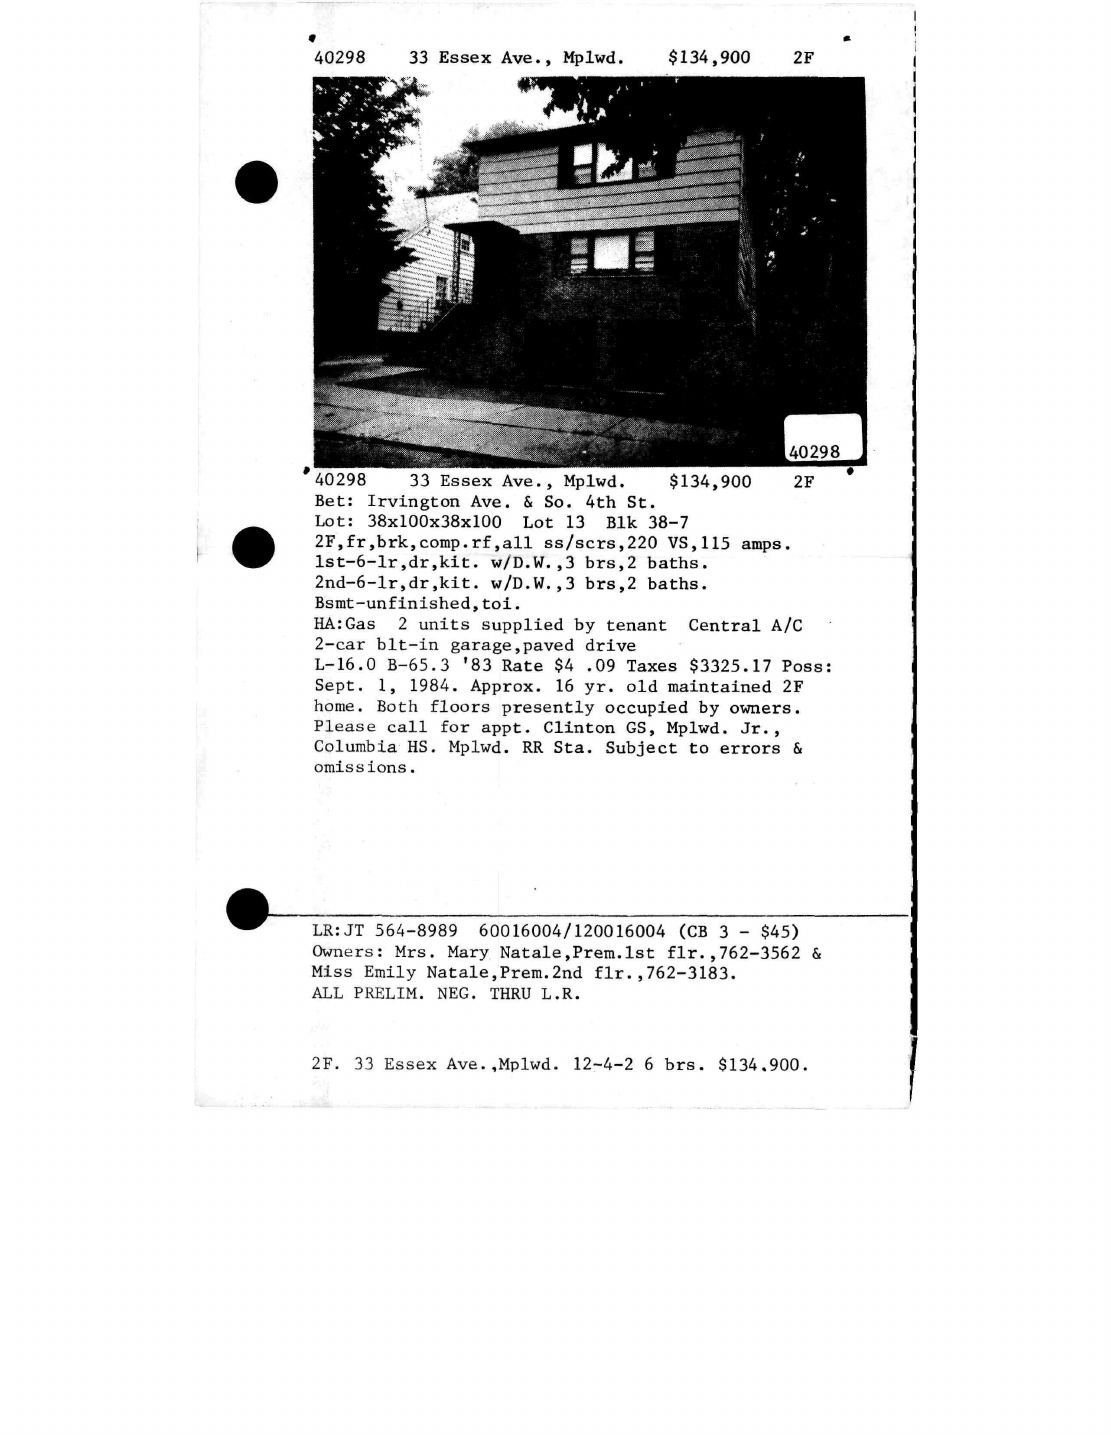 40298 33 Essex Ave., Mplwd. $134,900 2F
40298
40298 33 Essex Ave., Mplwd. $134,900 2F
Bet: Irvington Ave. & So. 4th St.
Lot: 38x100x38x100 Lot 13 Blk 38-7
2F,fr,brk,comp.rf,all ss/scrs,220 VS,115 amps.
1st-6-lr,dr,kit. w/D.W.,3 brs,2 baths.
2nd-6-lr,dr,kit. w/D.W.,3 brs,2 baths.
Bsmt-unfinished,toi.
HA:Gas 2 units supplied by tenant Central A/C
2-car blt-in garage,paved drive
L-16.0 B-65.3 '83 Rate $4 .09 Taxes $3325.17 Poss:
Sept. 1, 1984. Approx. 16 yr. old maintained 2F
home. Both floors presently occupied by owners.
Please call for appt. Clinton GS, Mplwd. Jr.,
Columbia HS. Mplwd. RR Sta. Subject to errors &
omissions.
LR:JT 564-8989 60016004/120016004 (CB 3 - $45)
Owners: Mrs. Mary Natale,Prem.1st flr.,762-3562 &
Miss Emily Natale,Prem.2nd flr.,762-3183.
ALL PRELIM. NEG. THRU L.R.
2F. 33 Essex Ave.,Mplwd. 12-4-2 6 brs. $134.900.